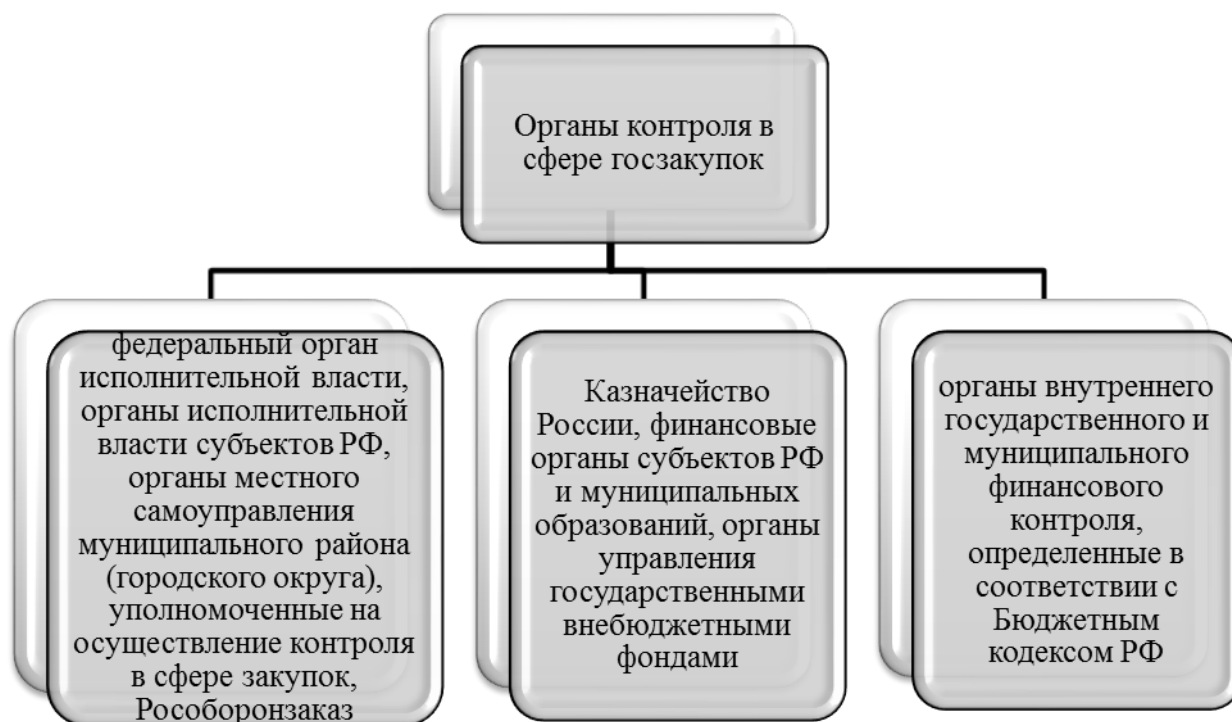 Органы контроля в
сфере госзакупок
федеральный орган
исполнительной власти,
органы исполнительной
власти субъектов РФ,
органы местного
самоуправления
муниципального района
(городского округа),
уполномоченные на
осуществление контроля
в сфере закупок,
Рособоронзаказ
Казначейство
России, финансовые
органы субъектов РФ
и муниципальных
образований, органы
управления
государственными
внебюджетными
фондами
органы внутреннего
государственного и
муниципального
финансового
контроля,
определенные в
соответствии с
Бюджетным
кодексом РФ